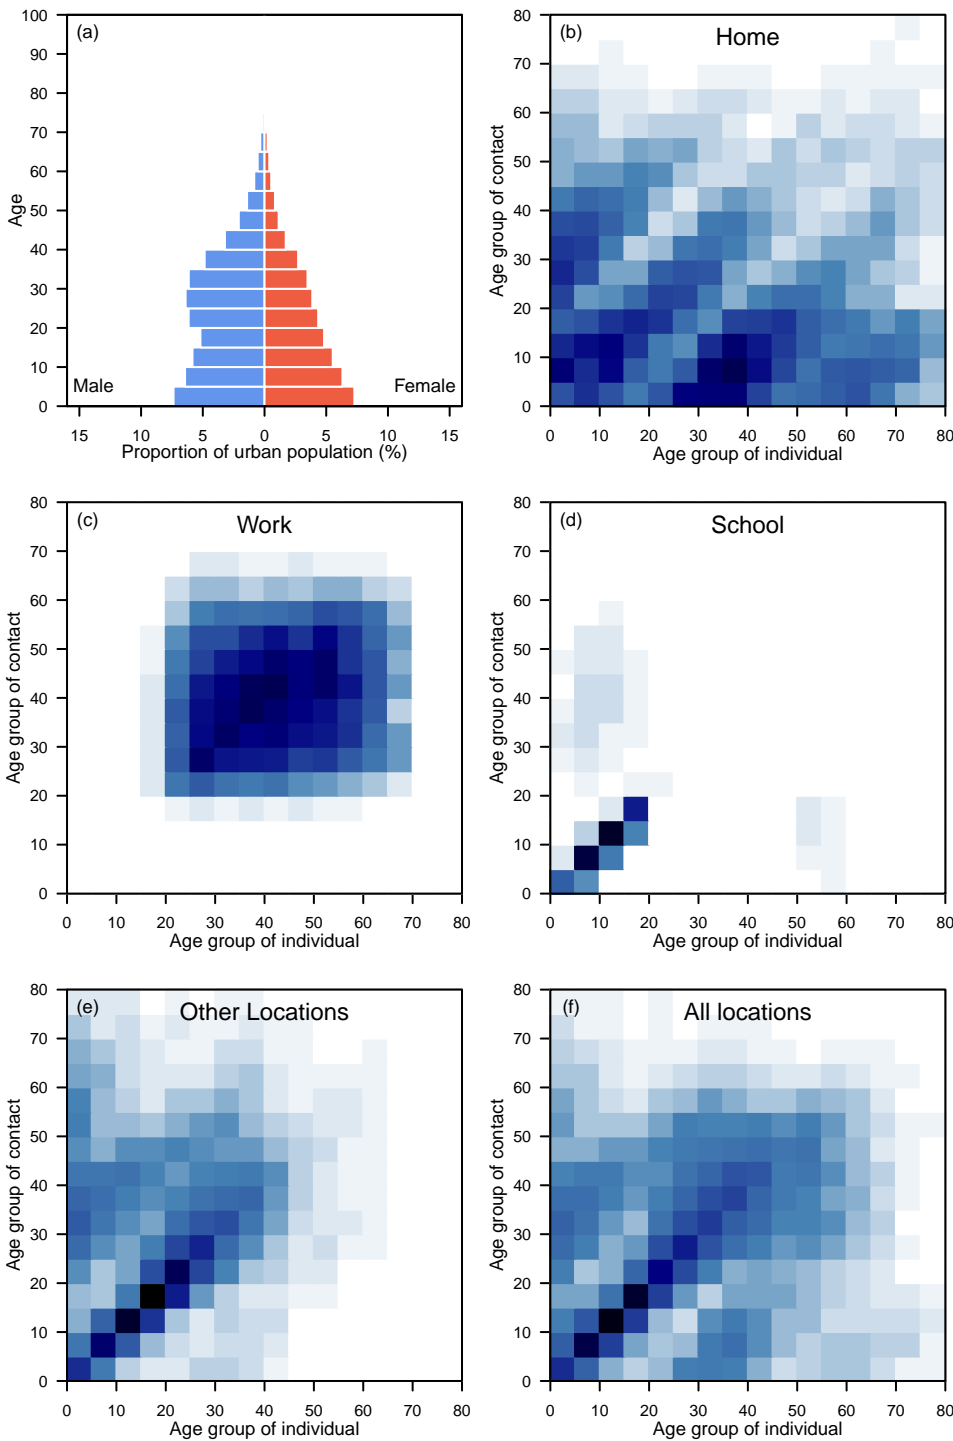 (a)
100
90
80
70
60
50
40
30
20
10
0
Age
Male
Female
15 10 5 0 5 10 15
Proportion of urban population (%)
(b)
Home
80
70
60
50
40
30
20
10
0
Age group of contact
0 10 20 30 40 50 60 70 80
Age group of individual
(c)
Work
80
70
60
50
40
30
20
10
0
Age group of contact
0 10 20 30 40 50 60 70 80
Age group of individual
(d)
School
80
70
60
50
40
30
20
10
0
Age group of contact
0 10 20 30 40 50 60 70 80
Age group of individual
(e)
Other Locations
80
70
60
50
40
30
20
10
0
Age group of contact
0 10 20 30 40 50 60 70 80
Age group of individual
(f)
All locations
80
70
60
50
40
30
20
10
0
Age group of contact
0 10 20 30 40 50 60 70 80
Age group of individual